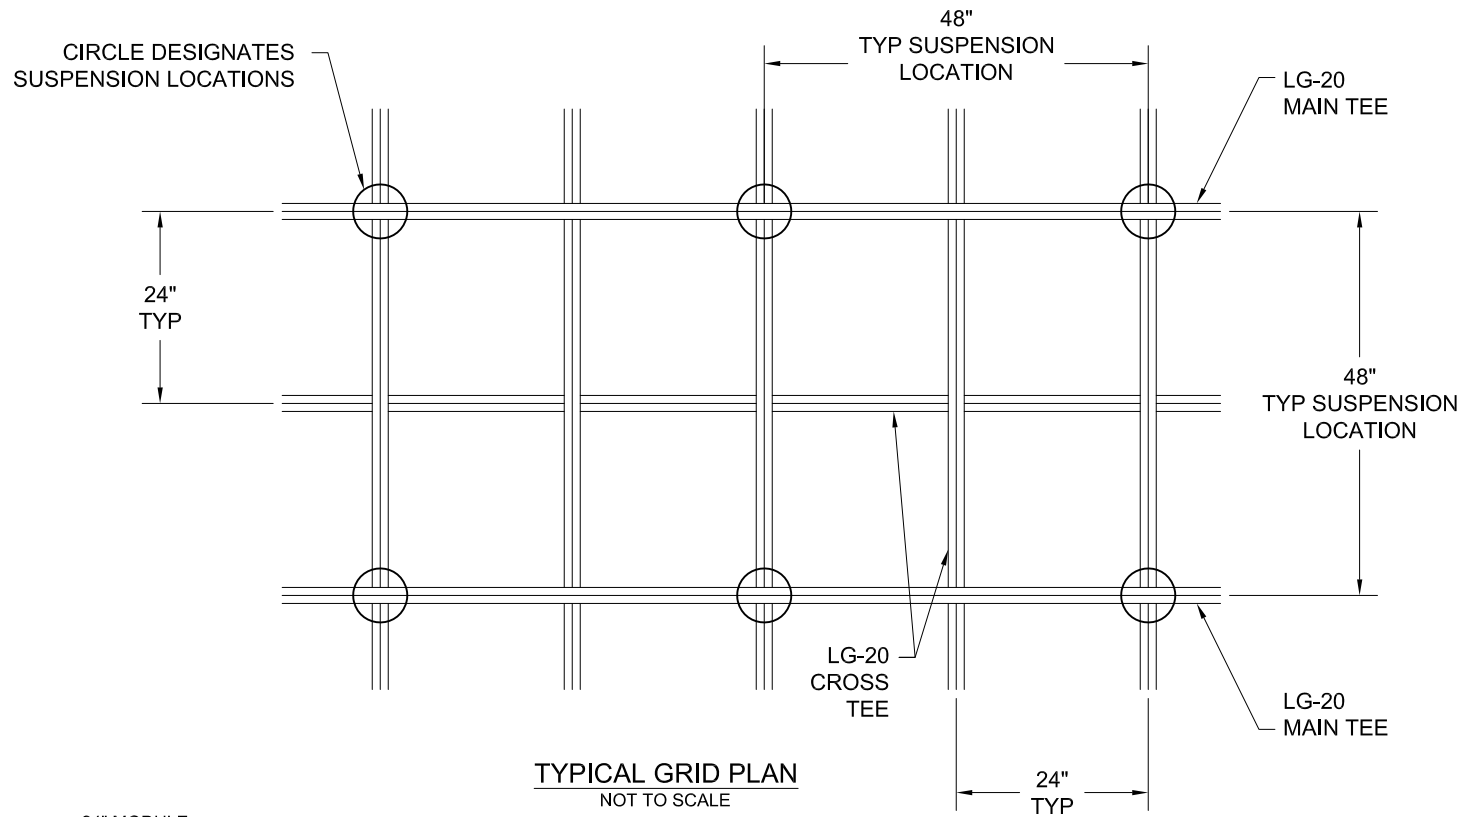 48"
TYP SUSPENSION
LOCATION
CIRCLE DESIGNATES
SUSPENSION LOCATIONS
LG-20
MAIN TEE
24"
TYP
48"
TYP SUSPENSION
LOCATION
LG-20
CROSS
TEE
LG-20
MAIN TEE
TYPICAL GRID PLAN
NOT TO SCALE
24"
TYP